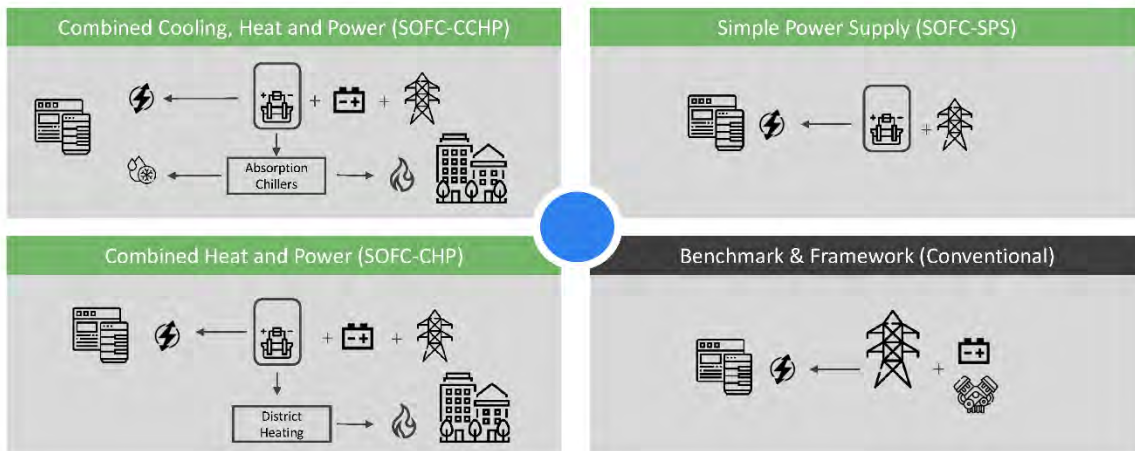 Combined Cooling, Heat and Power (SOFC-CCHP)
+
-
+
- +
+
Absorption
Chillers
Simple Power Supply (SOFC-SPS)
+
-
+
Combined Heat and Power (SOFC-CHP)
+
-
+
- +
+
District
Heating
Benchmark & Framework (Conventional)
+
- +